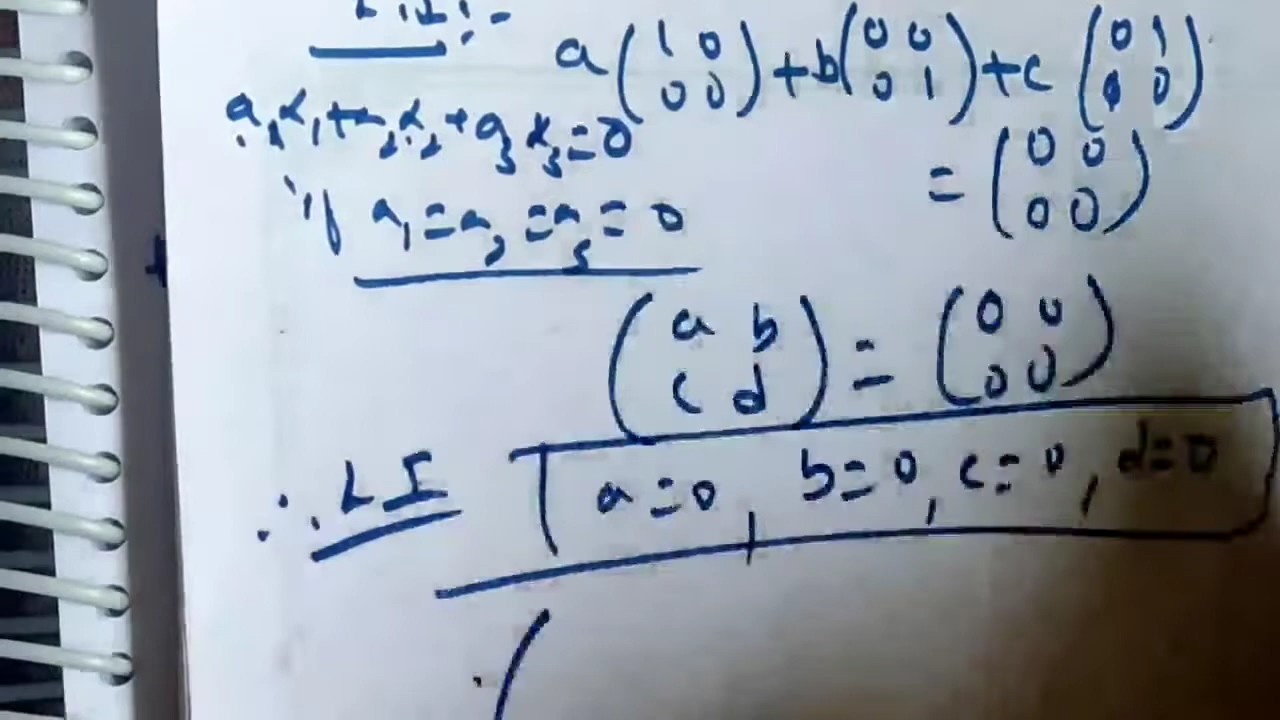 L.I:-
a(1 0 0 0) + b(0 0 0 1) + c(0 1 0 0)
a₁α₁ + a₂α₂ + a₃α₃ = 0
= (0 0 0 0)
if a₁ = a₂ = a₃ = 0
(a b c d) = (0 0 0 0)
∴ LI a=0, b=0, c=0, d=0